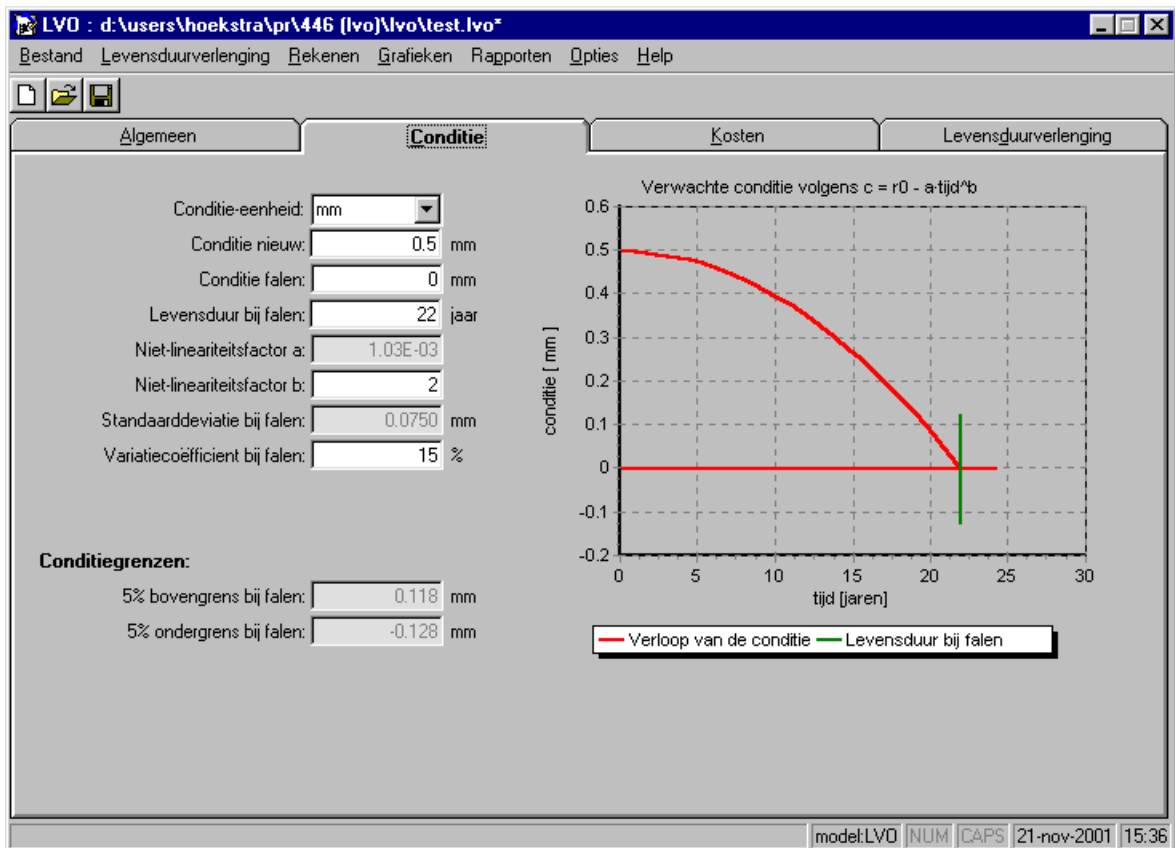 LVO : d:\users\hoekstra\pr\446 (lvo)\lvo\test.lvo*
Bestand Levensduurverlenging Rekenen Grafieken Rapporten Opties Help
Algemeen Conditie Kosten Levensduurverlenging
Conditie-eenheid: mm
Conditie nieuw: 0.5 mm
Conditie falen: 0 mm
Levensduur bij falen: 22 jaar
Niet-lineariteitsfactor a: 1.03E-03
Niet-lineariteitsfactor b: 2
Standaarddeviatie bij falen: 0.0750 mm
Variatiecoëfficient bij falen: 15 %
Conditiegrenzen:
5% bovengrens bij falen: 0.118 mm
5% ondergrens bij falen: -0.128 mm
Verwachte conditie volgens c = r0 - a·tijd^b
0.6
0.5
0.4
0.3
0.2
0.1
0
-0.1
-0.2
conditie [ mm ]
0 5 10 15 20 25 30
tijd [jaren]
Verloop van de conditie Levensduur bij falen
model:LVO NUM CAPS 21-nov-2001 15:36